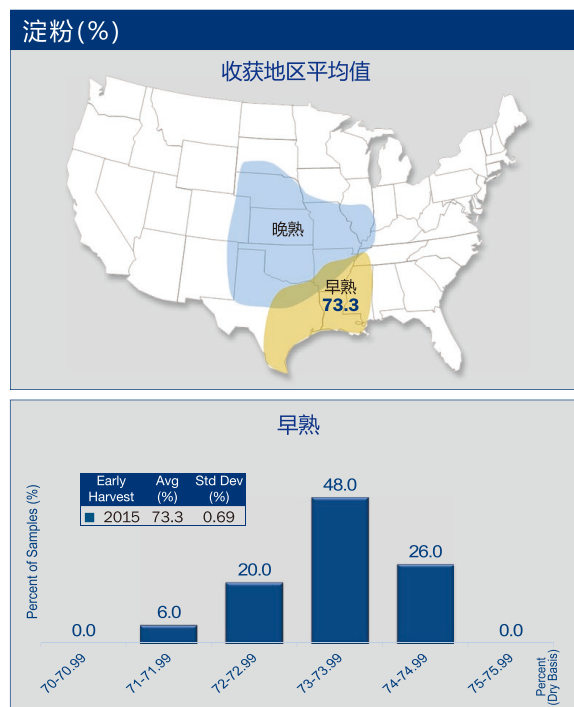 淀粉(%)
收获地区平均值
晚熟
早熟
73.3
早熟
Early Harvest Avg (%) Std Dev (%)
2015 73.3 0.69
Percent of Samples (%)
0.0 6.0 20.0 48.0 26.0 0.0
70-70.99 71-71.99 72-72.99 73-73.99 74-74.99 75-75.99
Percent
(Dry Basis)